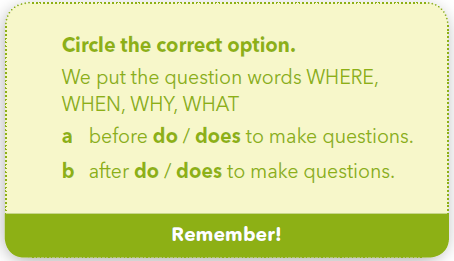 Circle the correct option.
We put the question words WHERE,
WHEN, WHY, WHAT
a before do / does to make questions.
b after do / does to make questions.
Remember!